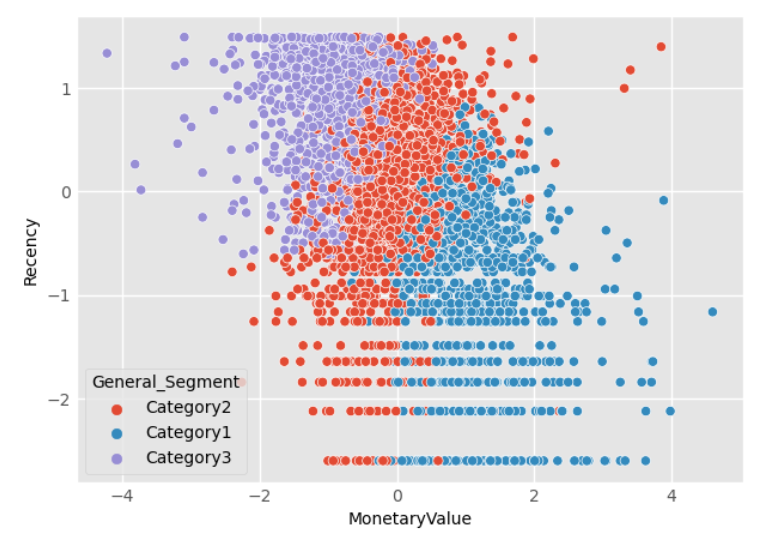 1
0
−1
−2
Recency
General_Segment
Category2
Category1
Category3
−4 −2 0 2 4
MonetaryValue